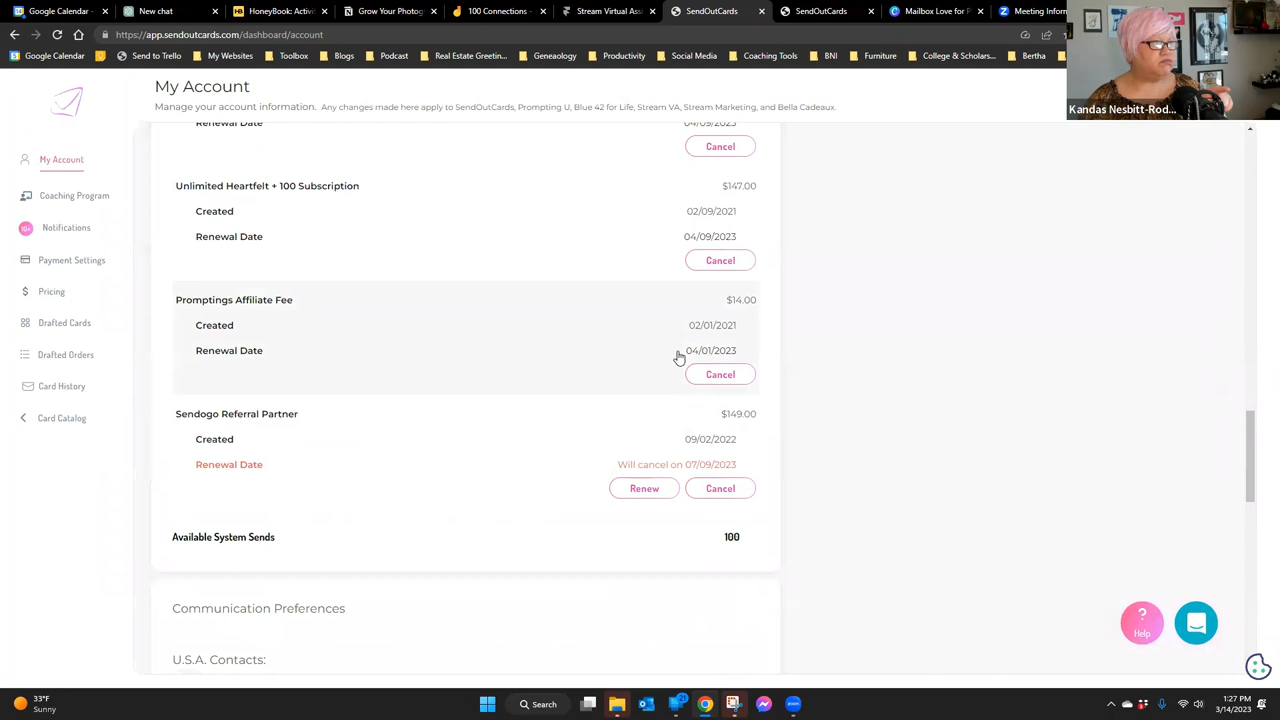 Google Calendar
New chat
HoneyBook: Activi
Grow Your Photog
100 Connections -
Stream Virtual Assi
SendOutCards
SendOutCards
Mailbox Love for P
Meeting Inform
https://app.sendoutcards.com/dashboard/account
Google Calendar
Send to Trello
My Websites
Blogs
Podcast
Real Estate Greetin...
Genealogy
Productivity
Social Media
Coaching Tools
BNI
Furniture
College & Scholars...
Bertha
Kandas Nesbitt-Rod...
My Account
Manage your account information. Any changes made here apply to SendOutCards, Prompting U, Blue 42 for Life, Stream VA, Stream Marketing, and Bella Cadeaux.
My Account
Coaching Program
10+
Notifications
Payment Settings
Pricing
Drafted Cards
Drafted Orders
Card History
Card Catalog
Renewal Date 04/09/2023
Cancel
Unlimited Heartfelt + 100 Subscription $147.00
Created 02/09/2021
Renewal Date 04/09/2023
Cancel
Promptings Affiliate Fee $14.00
Created 02/01/2021
Renewal Date 04/01/2023
Cancel
Sendogo Referral Partner $149.00
Created 09/02/2022
Renewal Date Will cancel on 07/09/2023
Renew Cancel
Available System Sends 100
Communication Preferences
U.S.A. Contacts:
?
Help
33°F
Sunny
Search
21
1:27 PM
3/14/2023